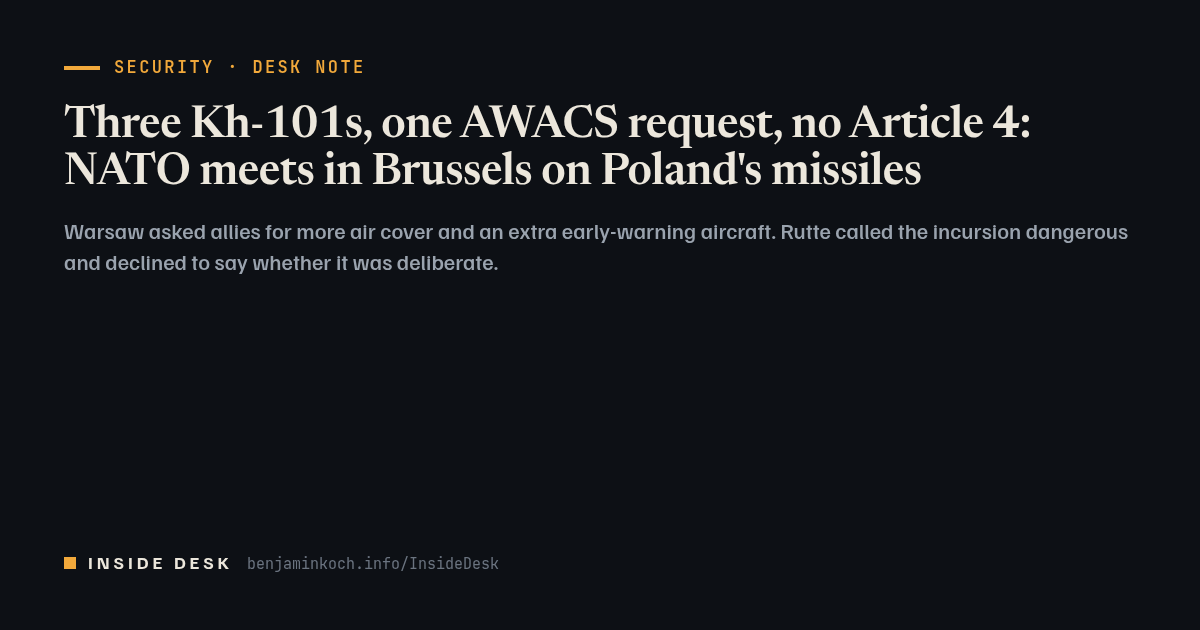 SECURITY · DESK NOTE
Three Kh-101s, one AWACS request, no Article 4:
NATO meets in Brussels on Poland's missiles
Warsaw asked allies for more air cover and an extra early-warning aircraft. Rutte called the incursion dangerous
and declined to say whether it was deliberate.
INSIDE DESK benjaminkoch.info/InsideDesk